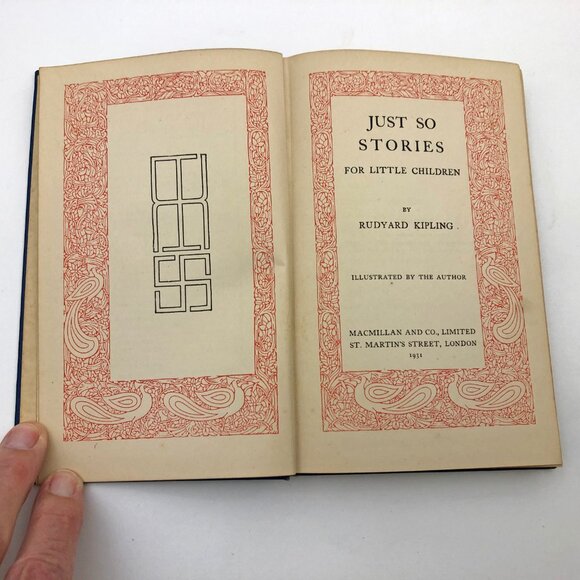 JUST SO
STORIES
FOR LITTLE CHILDREN
BY
RUDYARD KIPLING
ILLUSTRATED BY THE AUTHOR
MACMILLAN AND CO., LIMITED
ST. MARTIN'S STREET, LONDON
1931